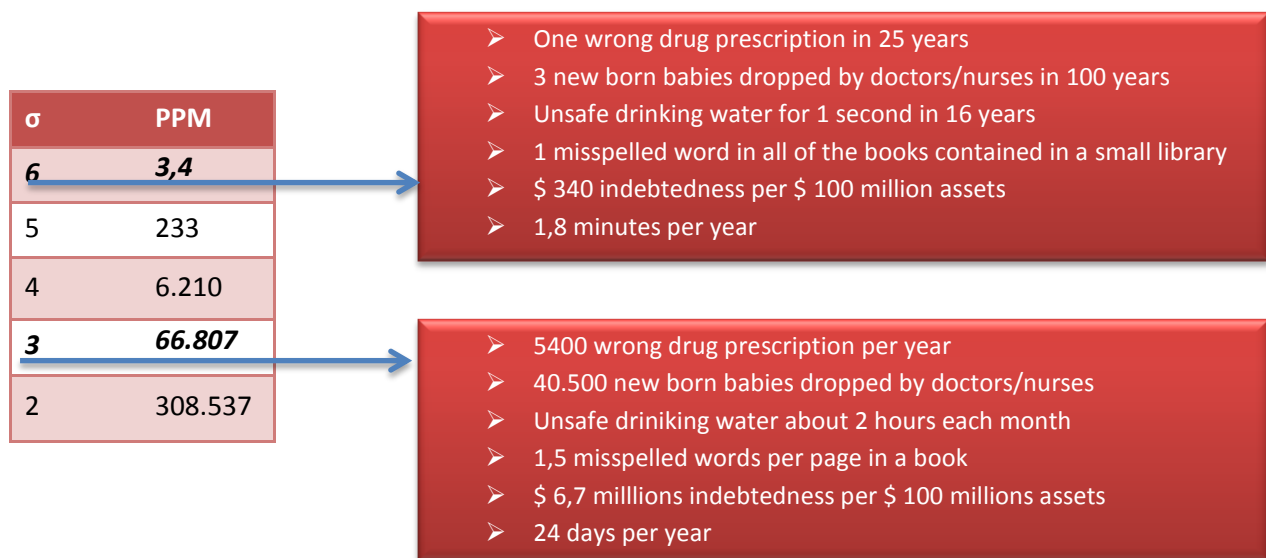 σ PPM
6 3,4
5 233
4 6.210
3 66.807
2 308.537
➢ One wrong drug prescription in 25 years
➢ 3 new born babies dropped by doctors/nurses in 100 years
➢ Unsafe drinking water for 1 second in 16 years
➢ 1 misspelled word in all of the books contained in a small library
➢ $ 340 indebtedness per $ 100 million assets
➢ 1,8 minutes per year
➢ 5400 wrong drug prescription per year
➢ 40.500 new born babies dropped by doctors/nurses
➢ Unsafe driniking water about 2 hours each month
➢ 1,5 misspelled words per page in a book
➢ $ 6,7 milllions indebtedness per $ 100 millions assets
➢ 24 days per year